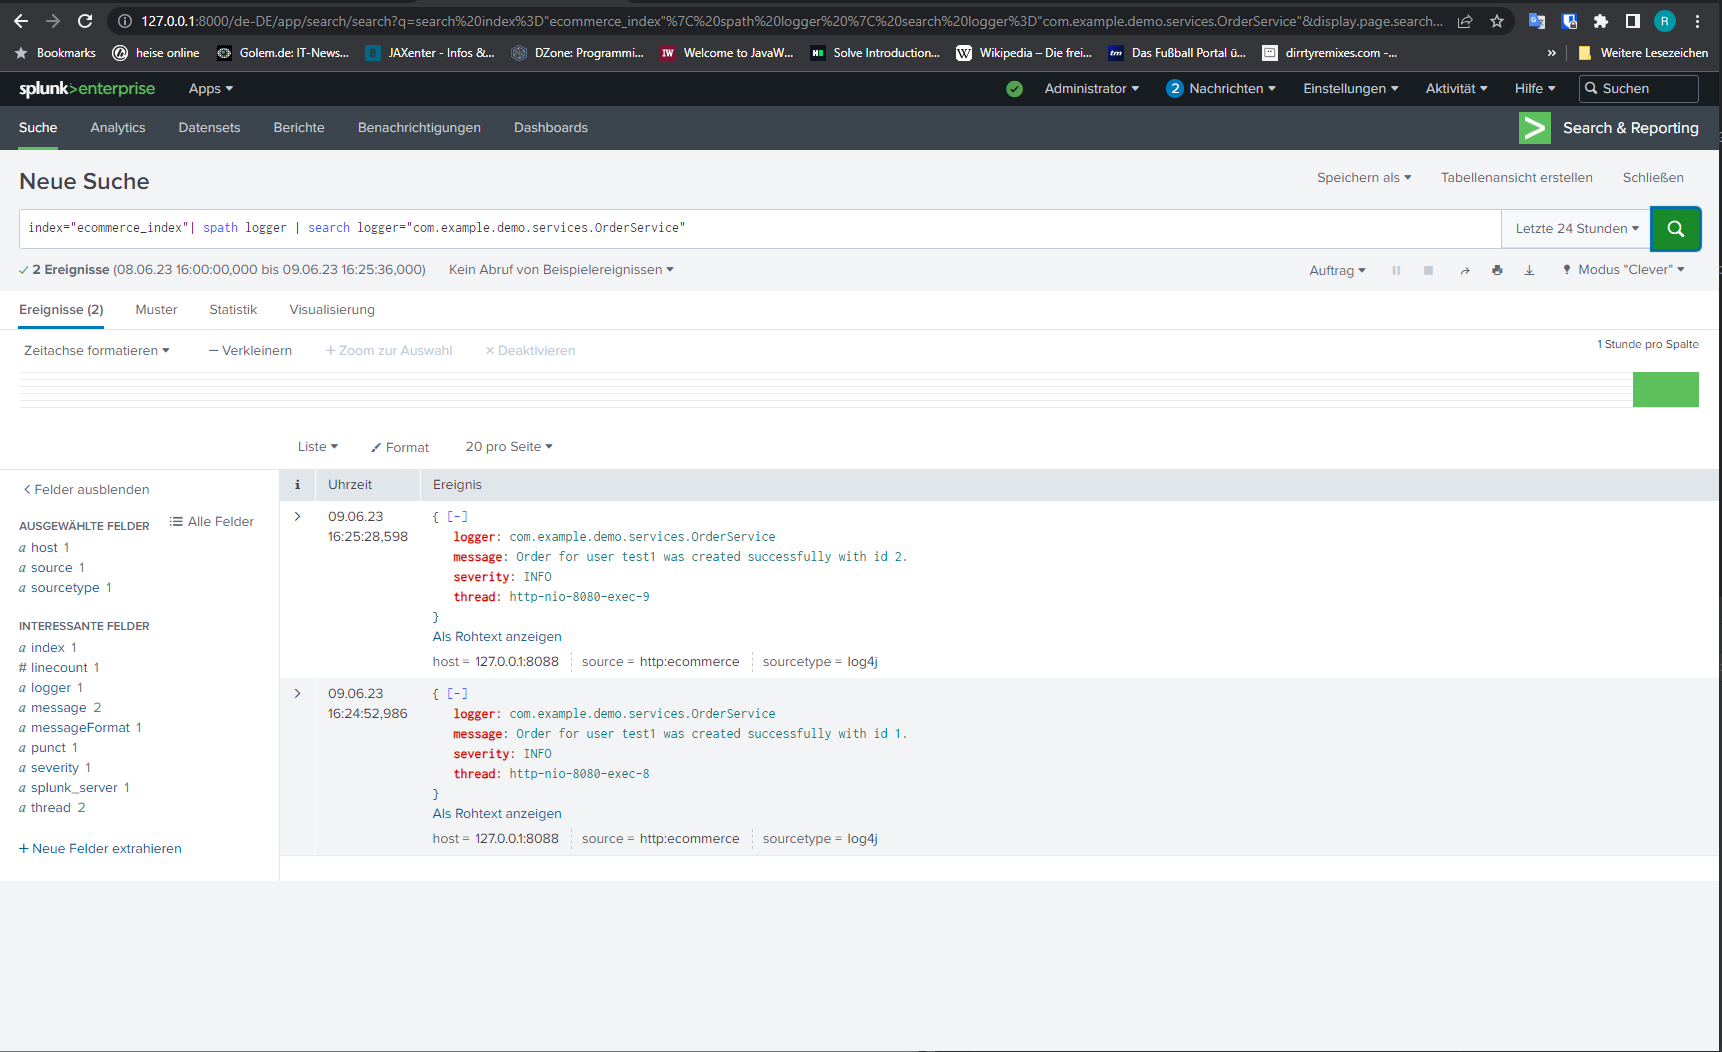 127.0.0.1:8000/de-DE/app/search/search?q=search%20index%3D"ecommerce_index"%7C%20spath%20logger%20%7C%20search%20logger%3D"com.example.demo.services.OrderService"&display.page.search...
R
Bookmarks heise online Golem.de: IT-News... JAXenter - Infos &... DZone: Programmi... IW Welcome to JavaW... Solve Introduction... W Wikipedia – Die frei... tm Das Fußball Portal ü... dirrtyremixes.com -... » Weitere Lesezeichen
splunk>enterprise Apps Administrator 2 Nachrichten Einstellungen Aktivität Hilfe Suchen
Suche Analytics Datensets Berichte Benachrichtigungen Dashboards > Search & Reporting
Neue Suche Speichern als Tabellenansicht erstellen Schließen
index="ecommerce_index"| spath logger | search logger="com.example.demo.services.OrderService" Letzte 24 Stunden
✓ 2 Ereignisse (08.06.23 16:00:00,000 bis 09.06.23 16:25:36,000) Kein Abruf von Beispielereignissen Auftrag Modus "Clever"
Ereignisse (2) Muster Statistik Visualisierung
Zeitachse formatieren — Verkleinern + Zoom zur Auswahl × Deaktivieren 1 Stunde pro Spalte
Liste Format 20 pro Seite
< Felder ausblenden
AUSGEWÄHLTE FELDER Alle Felder
a host 1
a source 1
a sourcetype 1
INTERESSANTE FELDER
a index 1
# linecount 1
a logger 1
a message 2
a messageFormat 1
a punct 1
a severity 1
a splunk_server 1
a thread 2
+ Neue Felder extrahieren
i Uhrzeit Ereignis
> 09.06.23 { [-]
16:25:28,598 logger: com.example.demo.services.OrderService
message: Order for user test1 was created successfully with id 2.
severity: INFO
thread: http-nio-8080-exec-9
}
Als Rohtext anzeigen
host = 127.0.0.1:8088 source = http:ecommerce sourcetype = log4j
> 09.06.23 { [-]
16:24:52,986 logger: com.example.demo.services.OrderService
message: Order for user test1 was created successfully with id 1.
severity: INFO
thread: http-nio-8080-exec-8
}
Als Rohtext anzeigen
host = 127.0.0.1:8088 source = http:ecommerce sourcetype = log4j